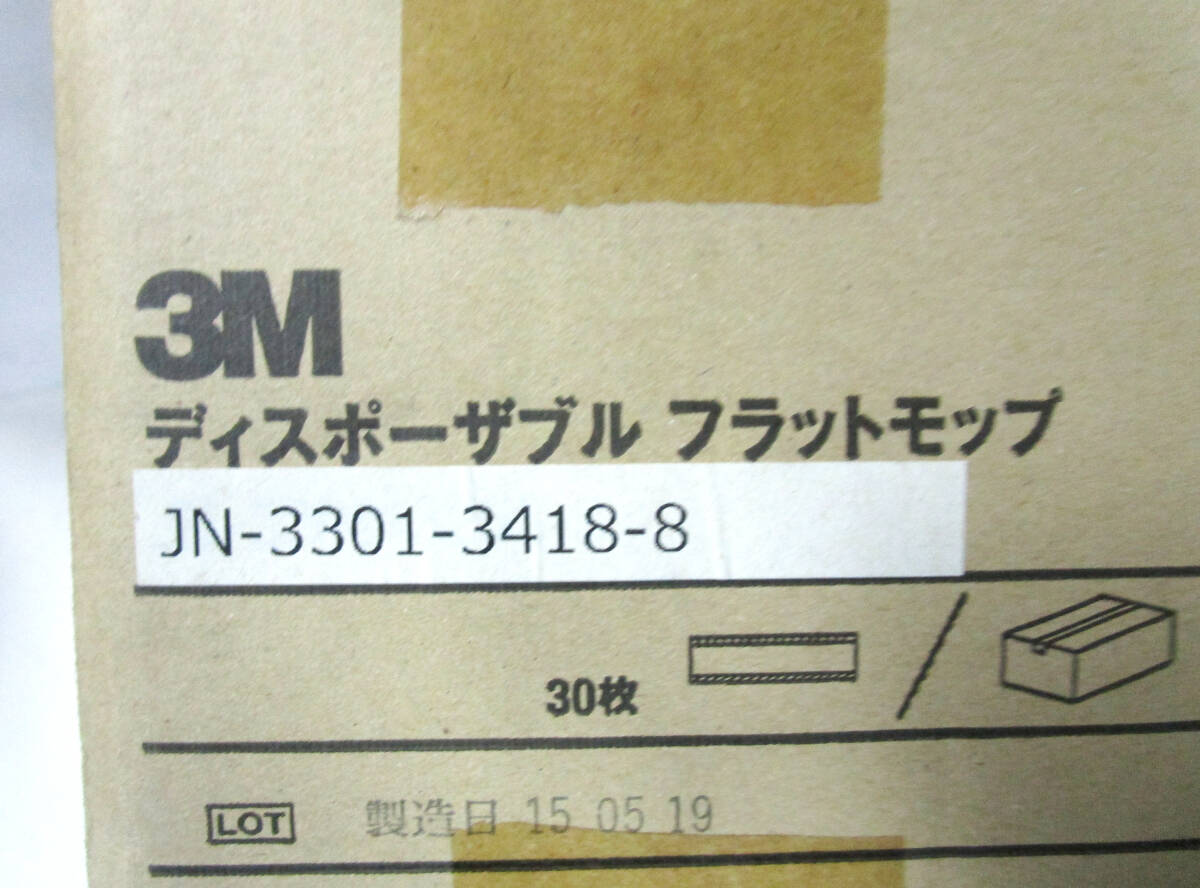 3M
ディスポーザブル フラットモップ
JN-3301-3418-8
30枚
LOT 製造日 15 05 19